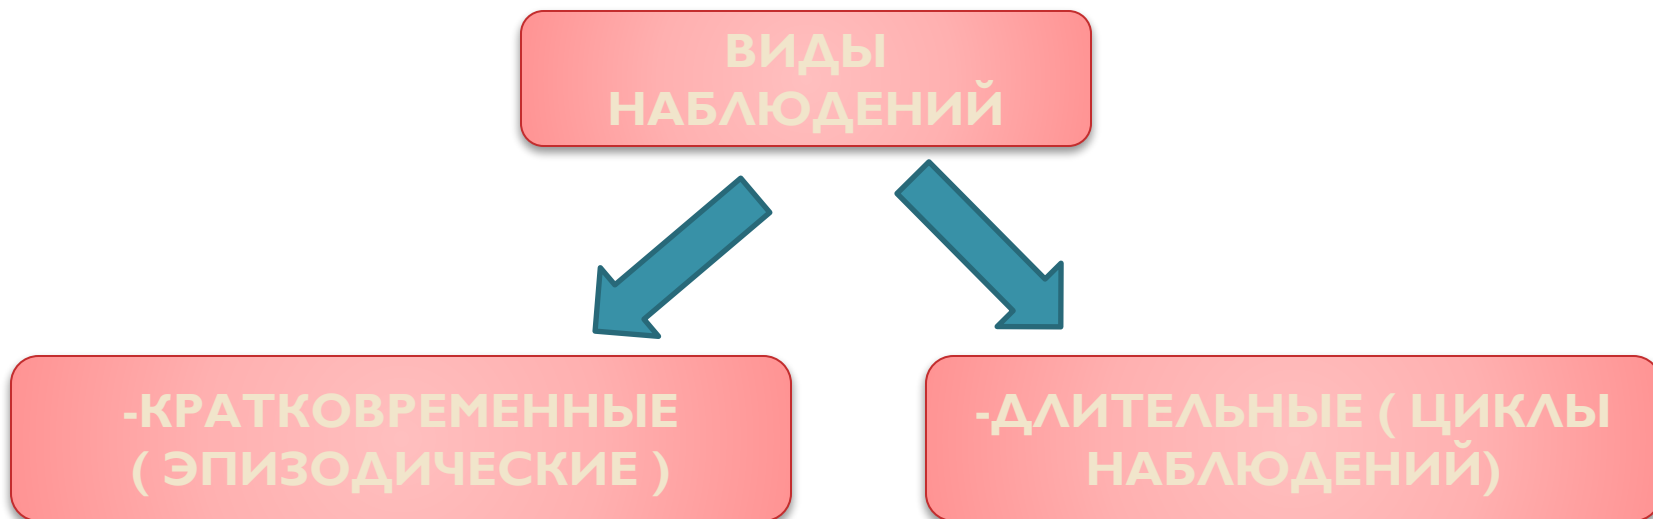 ВИДЫ
НАБЛЮДЕНИЙ
-КРАТКОВРЕМЕННЫЕ
( ЭПИЗОДИЧЕСКИЕ )
-ДЛИТЕЛЬНЫЕ ( ЦИКЛЫ
НАБЛЮДЕНИЙ)